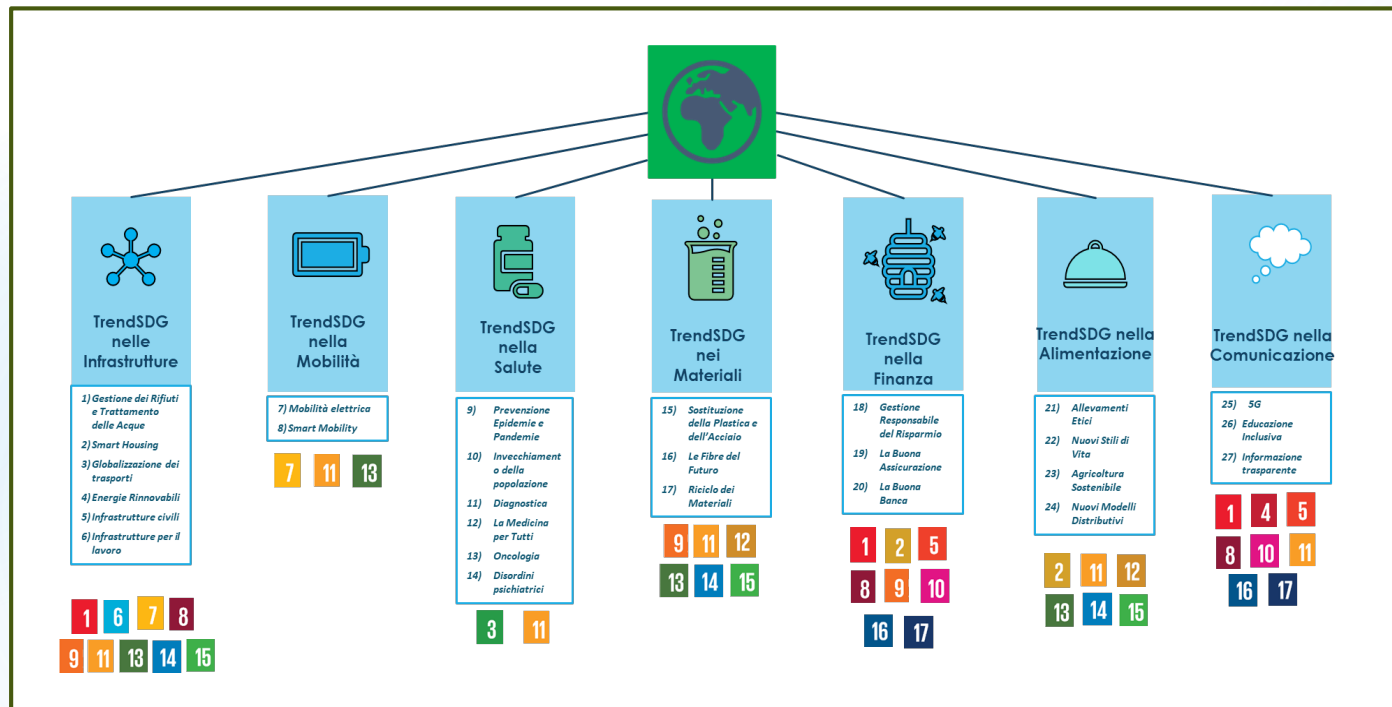 TrendSDG
nelle
Infrastrutture
1) Gestione dei Rifiuti
e Trattamento
delle Acque
2) Smart Housing
3) Globalizzazione dei
trasporti
4) Energie Rinnovabili
5) Infrastrutture civili
6) Infrastrutture per il
lavoro
1 6 7 8
9 11 13 14 15
TrendSDG
nella
Mobilità
7) Mobilità elettrica
8) Smart Mobility
7 11 13
TrendSDG
nella
Salute
9) Prevenzione
Epidemie e
Pandemie
10) Invecchiament
o della
popolazione
11) Diagnostica
12) La Medicina
per Tutti
13) Oncologia
14) Disordini
psichiatrici
3 11
TrendSDG
nei
Materiali
15) Sostituzione
della Plastica e
dell'Acciaio
16) Le Fibre del
Futuro
17) Riciclo dei
Materiali
9 11 12
13 14 15
TrendSDG
nella
Finanza
18) Gestione
Responsabile
del Risparmio
19) La Buona
Assicurazione
20) La Buona
Banca
1 2 5
8 9 10
16 17
TrendSDG nella
Alimentazione
21) Allevamenti
Etici
22) Nuovi Stili di
Vita
23) Agricoltura
Sostenibile
24) Nuovi Modelli
Distributivi
2 11 12
13 14 15
TrendSDG nella
Comunicazione
25) 5G
26) Educazione
Inclusiva
27) Informazione
trasparente
1 4 5
8 10 11
16 17